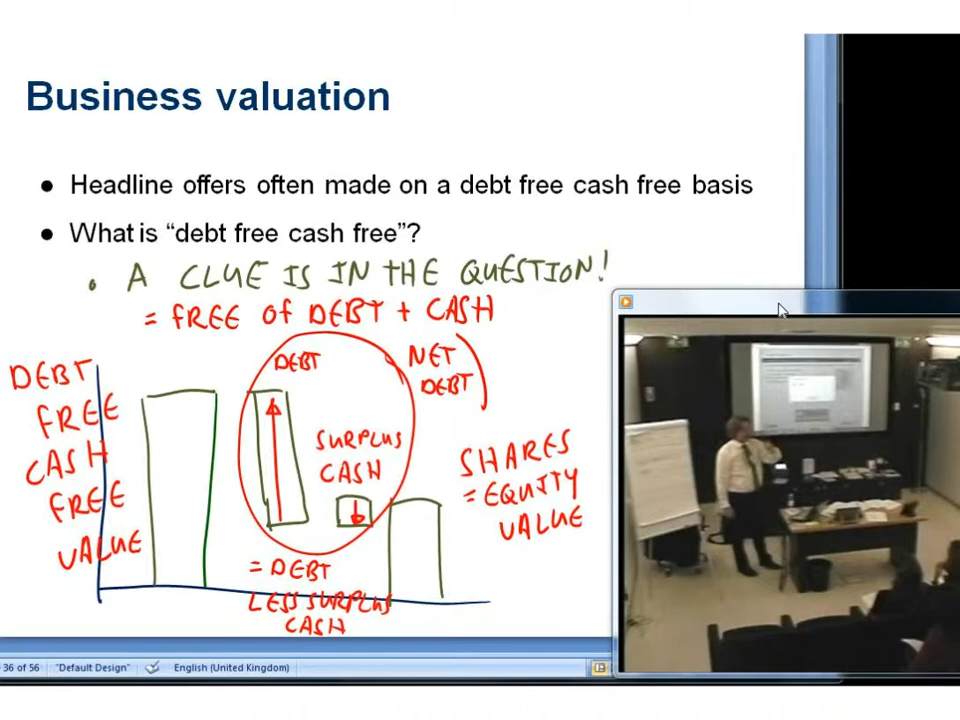 Business valuation
● Headline offers often made on a debt free cash free basis
● What is “debt free cash free”?
• A CLUE IS IN THE QUESTION!
= FREE OF DEBT + CASH
DEBT
FREE
CASH
FREE
VALUE
DEBT
NET
DEBT
SURPLUS
CASH
SHARES
= EQUITY
VALUE
= DEBT
LESS SURPLUS
CASH
36 of 56
"Default Design"
English (United Kingdom)